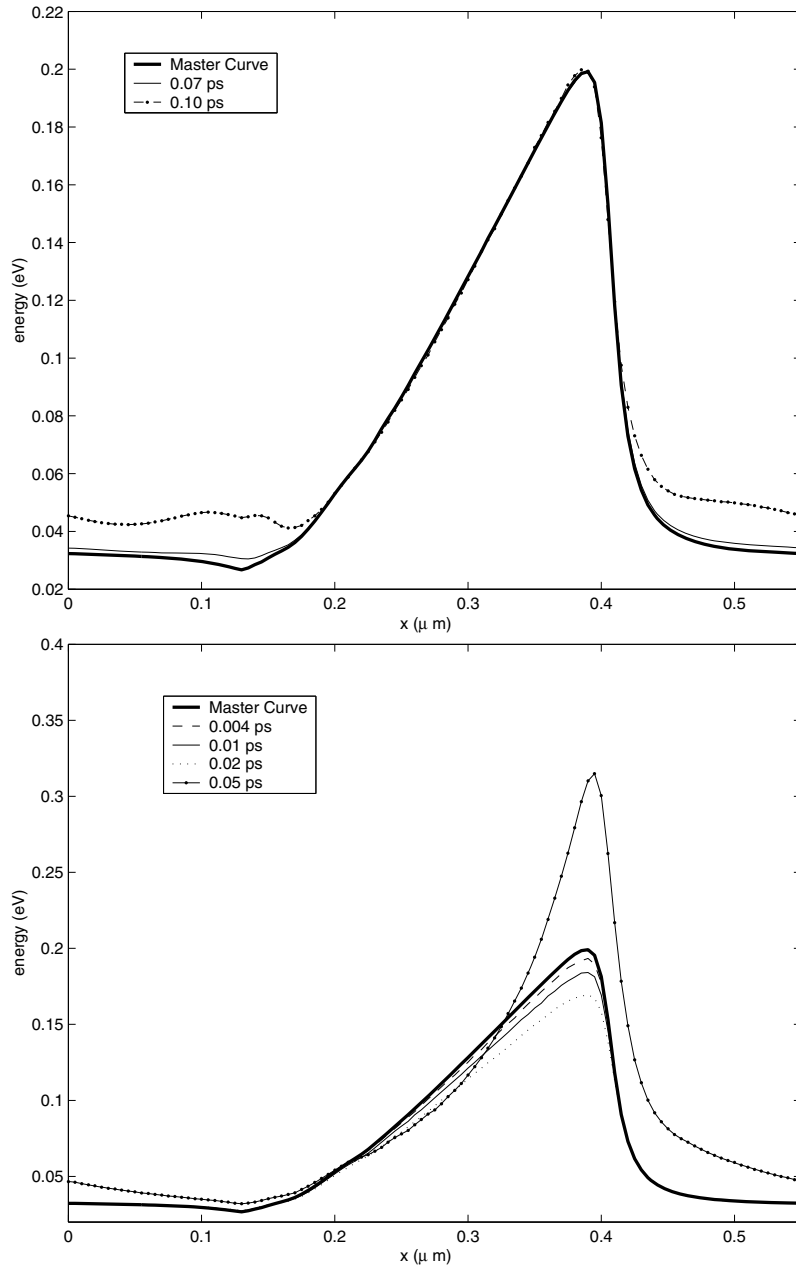 0.22
0.2
0.18
0.16
0.14
0.12
0.1
0.08
0.06
0.04
0.02
energy (eV)
Master Curve
0.07 ps
0.10 ps
0 0.1 0.2 0.3 0.4 0.5
x (μ m)
0.4
0.35
0.3
0.25
0.2
0.15
0.1
0.05
energy (eV)
Master Curve
0.004 ps
0.01 ps
0.02 ps
0.05 ps
0 0.1 0.2 0.3 0.4 0.5
x (μ m)